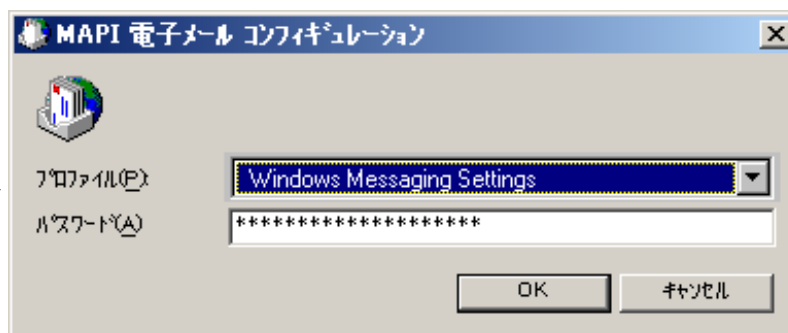 MAPI 電子メール コンフィギュレーション
プロファイル(P):
Windows Messaging Settings
パスワード(A)
********************
OK
キャンセル